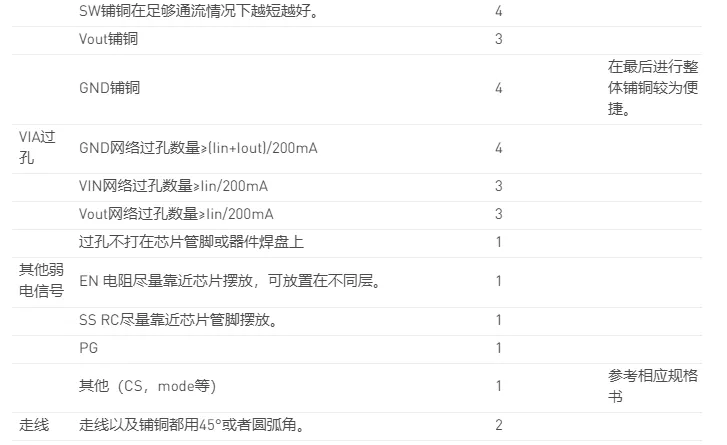 SW铺铜在足够通流情况下越短越好。 4
Vout铺铜 3
GND铺铜 4 在最后进行整
体铺铜较为便
捷。
VIA过
孔 GND网络过孔数量≥(Iin+Iout)/200mA 4
VIN网络过孔数量≥Iin/200mA 3
Vout网络过孔数量≥Iin/200mA 3
过孔不打在芯片管脚或器件焊盘上 1
其他弱
电信号 EN 电阻尽量靠近芯片摆放，可放置在不同层。 1
SS RC尽量靠近芯片管脚摆放。 1
PG 1
其他（CS，mode等） 1 参考相应规格
书
走线 走线以及铺铜都用45°或者圆弧角。 2